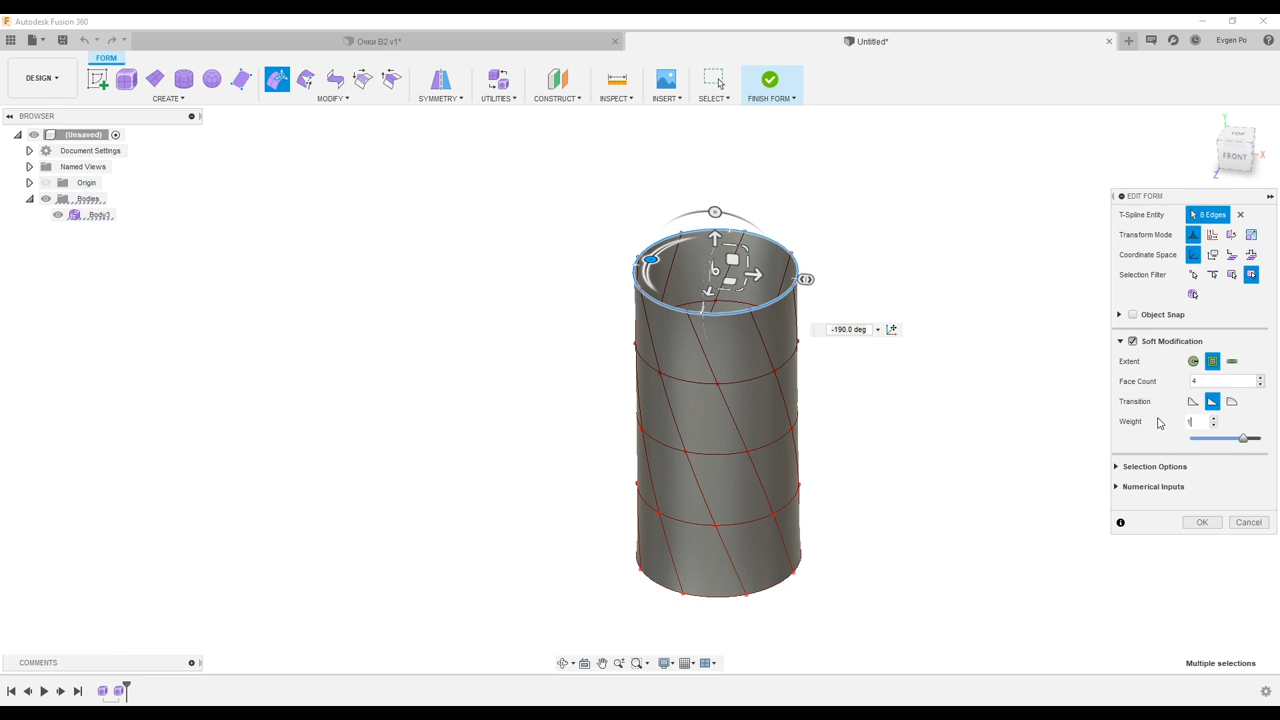 Autodesk Fusion 360
Очки В2 v1*
Untitled*
Evgen Po
DESIGN
FORM
CREATE
MODIFY
SYMMETRY
UTILITIES
CONSTRUCT
INSPECT
INSERT
SELECT
FINISH FORM
BROWSER
(Unsaved)
Document Settings
Named Views
Origin
Bodies
Body3
FRONT
Y
X
Z
-190.0 deg
EDIT FORM
T-Spline Entity
8 Edges
Transform Mode
Coordinate Space
Selection Filter
Object Snap
Soft Modification
Extent
Face Count
4
Transition
Weight
Selection Options
Numerical Inputs
OK
Cancel
COMMENTS
Multiple selections